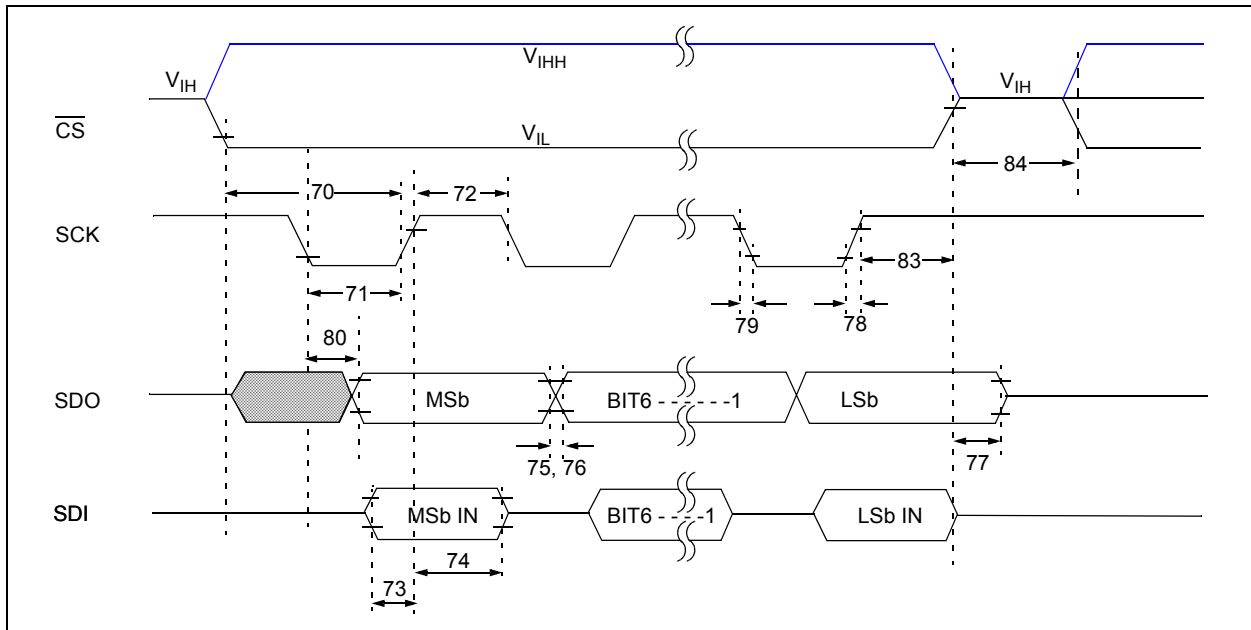 V_IH
V_IHH
V_IH
CS
V_IL
84
70
72
SCK
83
71
79
78
80
SDO
MSb
BIT6 - - - - - - -1
LSb
75, 76
77
SDI
MSb IN
BIT6 - - - - -1
LSb IN
74
73